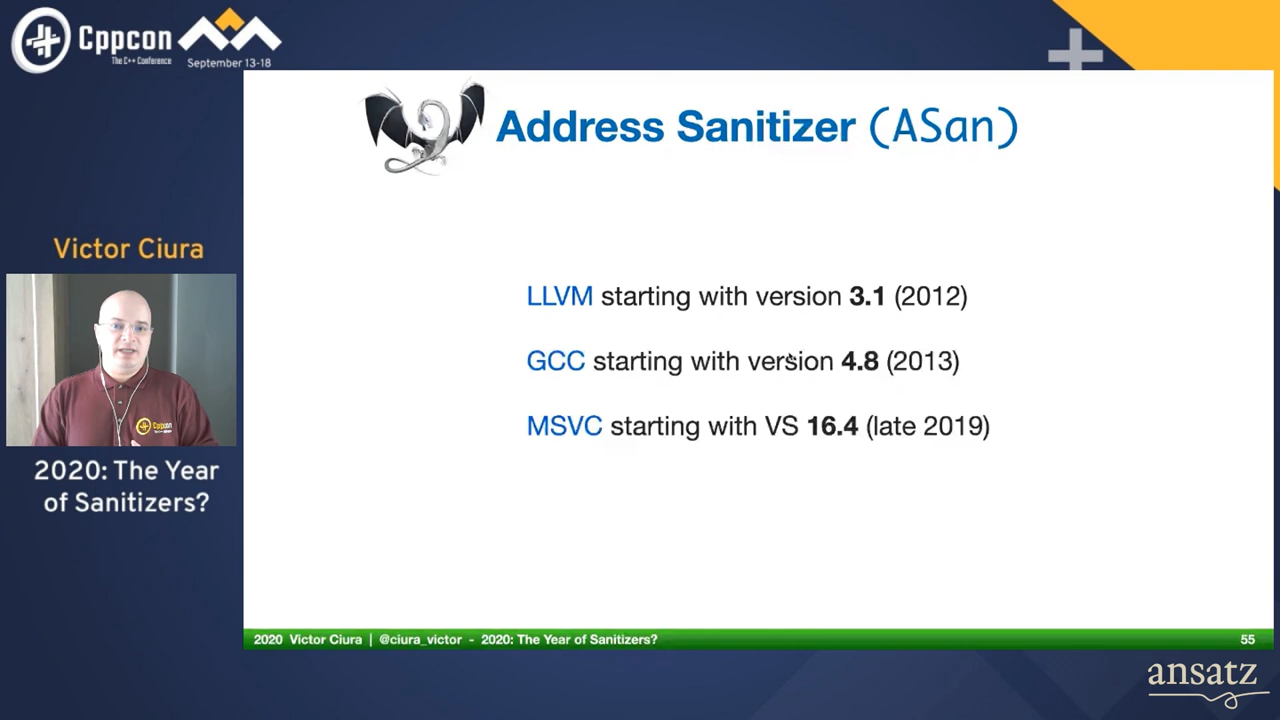 Cppcon
The C++ Conference
September 13-18
Address Sanitizer (ASan)
Victor Ciura
LLVM starting with version 3.1 (2012)
GCC starting with version 4.8 (2013)
MSVC starting with VS 16.4 (late 2019)
Cppcon
2020: The Year
of Sanitizers?
2020 Victor Ciura | @ciura_victor - 2020: The Year of Sanitizers?
55
ansatz